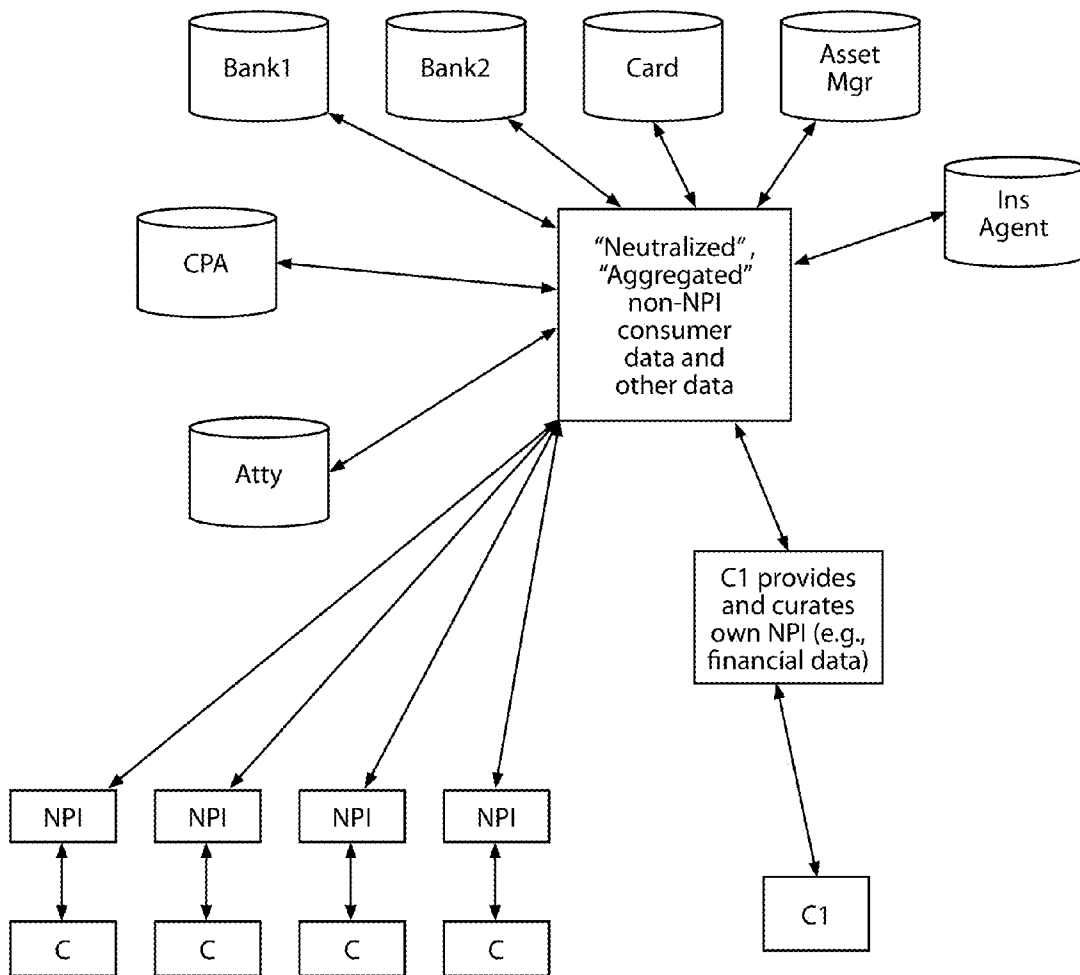 Bank1
Bank2
Card
Asset
Mgr
Ins
Agent
CPA
"Neutralized",
"Aggregated"
non-NPI
consumer
data and
other data
Atty
C1 provides
and curates
own NPI (e.g.,
financial data)
NPI
NPI
NPI
NPI
C
C
C
C
C1